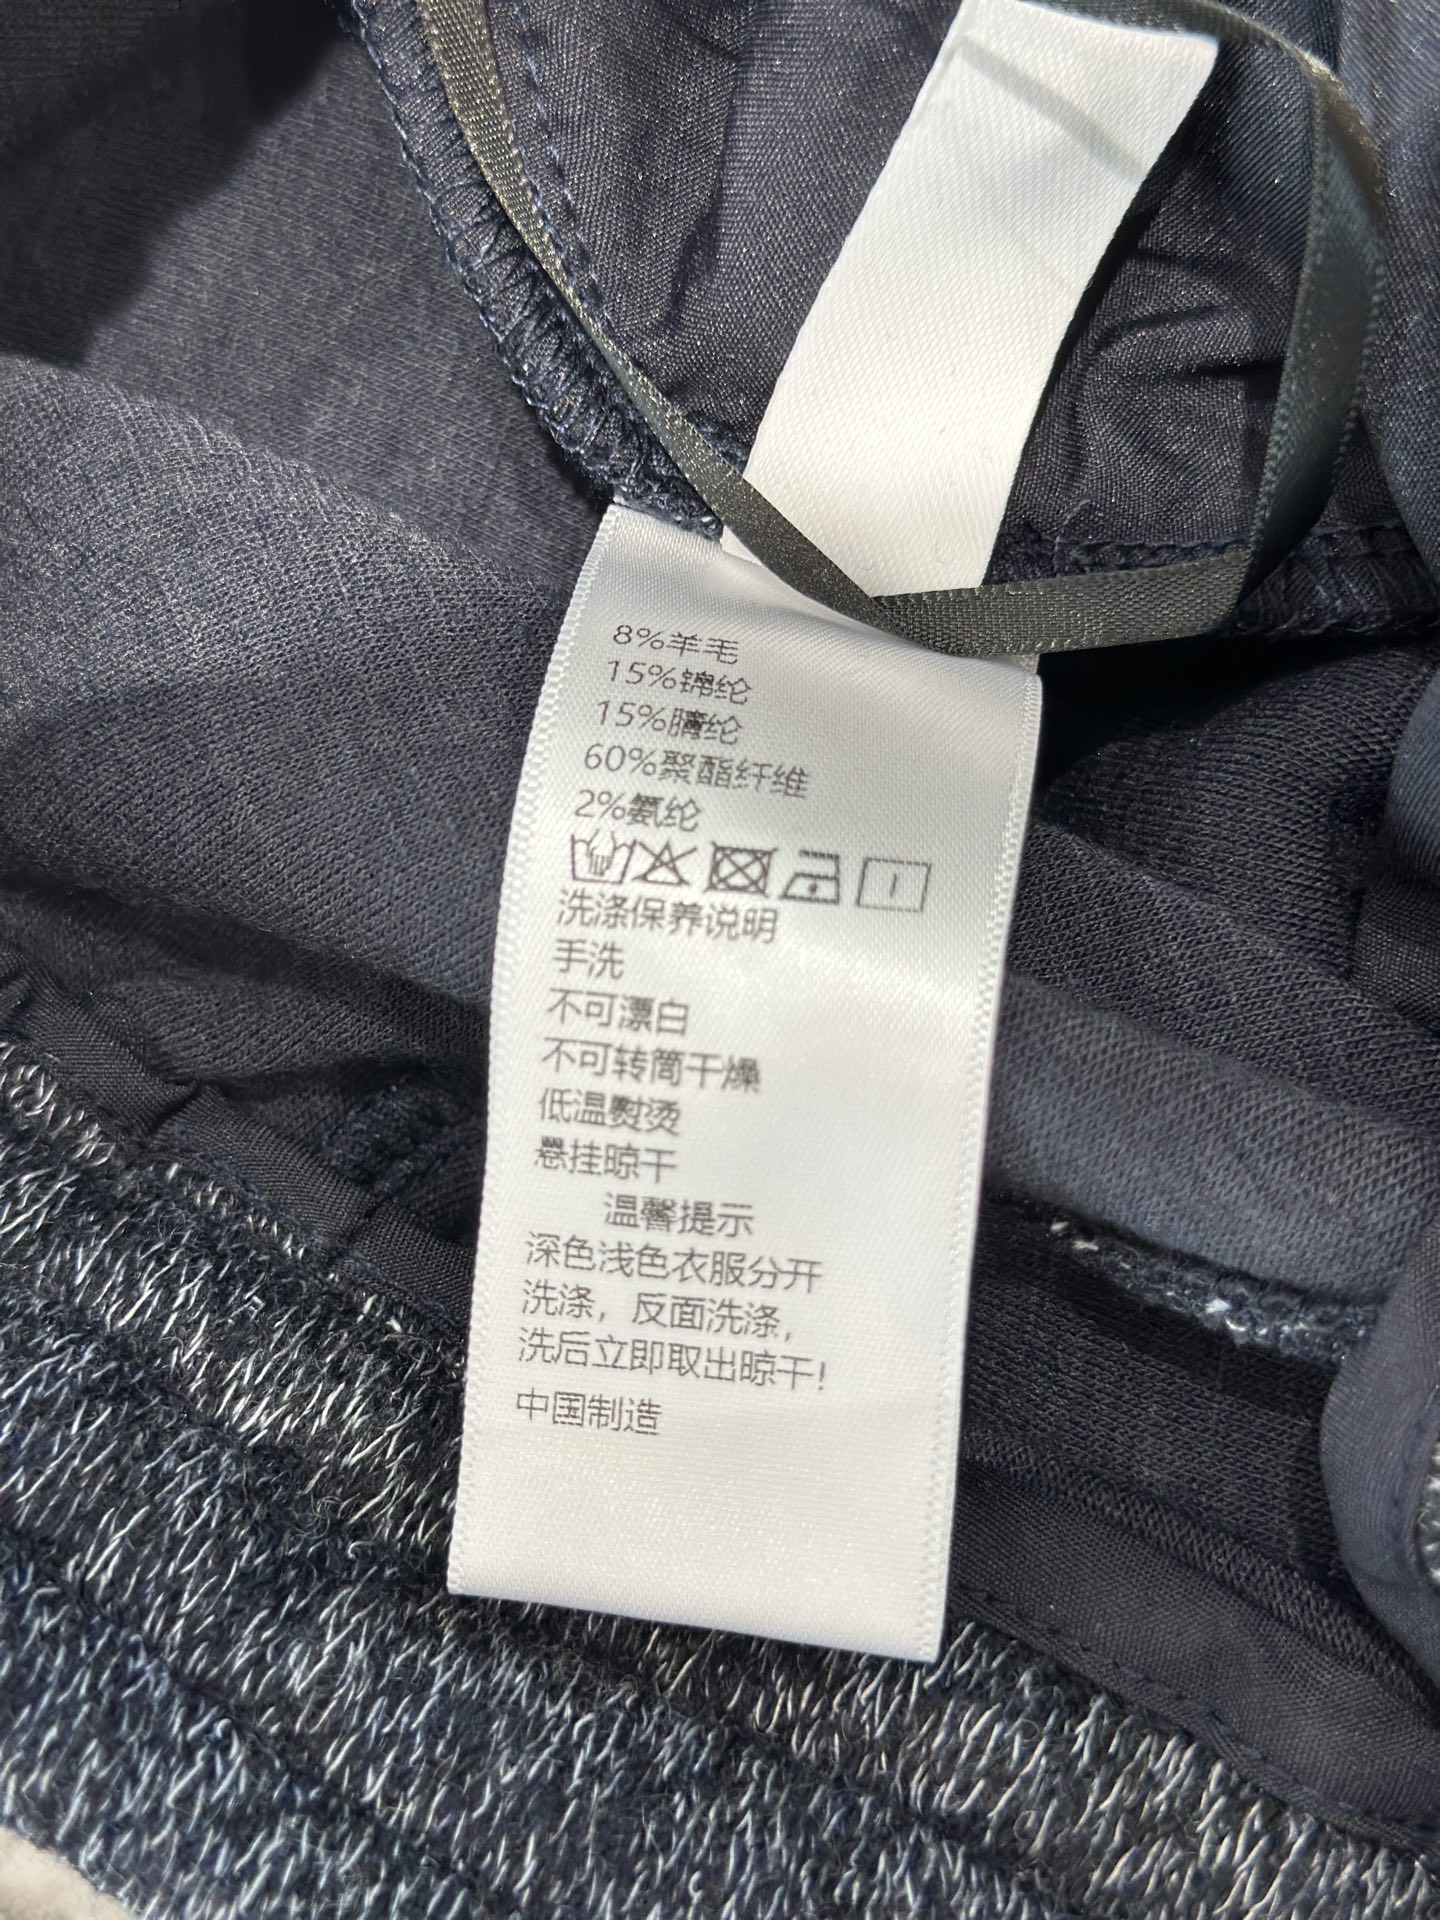 8%羊毛
15%锦纶
15%腈纶
60%聚酯纤维
2%氨纶
洗涤保养说明
手洗
不可漂白
不可转筒干燥
低温熨烫
悬挂晾干
温馨提示
深色浅色衣服分开
洗涤，反面洗涤，
洗后立即取出晾干！
中国制造